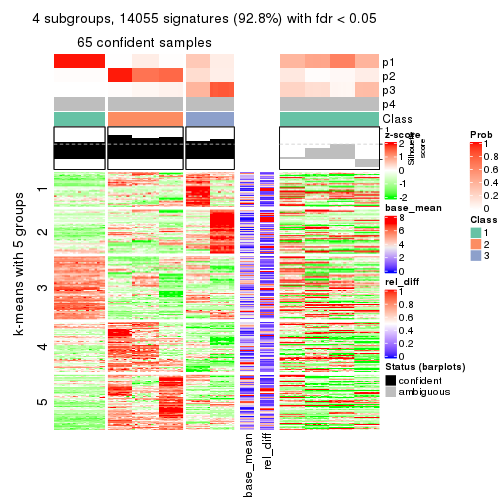 4 subgroups, 14055 signatures (92.8%) with fdr < 0.05
65 confident samples
p1
p2
p3
p4
Class
1
Silhouette
score
k-means with 5 groups
1
2
3
4
5
base_mean
rel_diff
z-score
2
1
0
-1
-2
base_mean
8
6
4
2
0
rel_diff
1
0.8
0.6
0.4
0.2
0
Status (barplots)
confident
ambiguous
Prob
1
0.8
0.6
0.4
0.2
0
Class
1
2
3